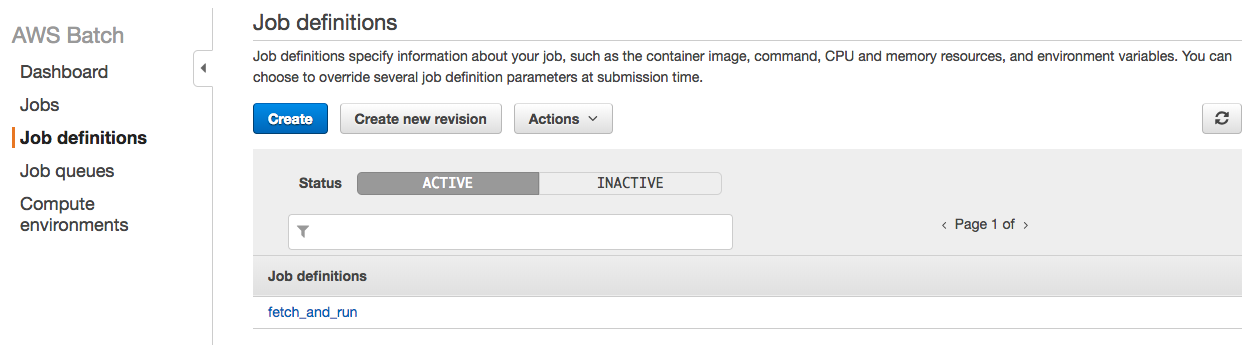 AWS Batch
Dashboard
Jobs
Job definitions
Job queues
Compute
environments
Job definitions
Job definitions specify information about your job, such as the container image, command, CPU and memory resources, and environment variables. You can
choose to override several job definition parameters at submission time.
Create
Create new revision
Actions
Status
ACTIVE
INACTIVE
Page 1 of
Job definitions
fetch_and_run